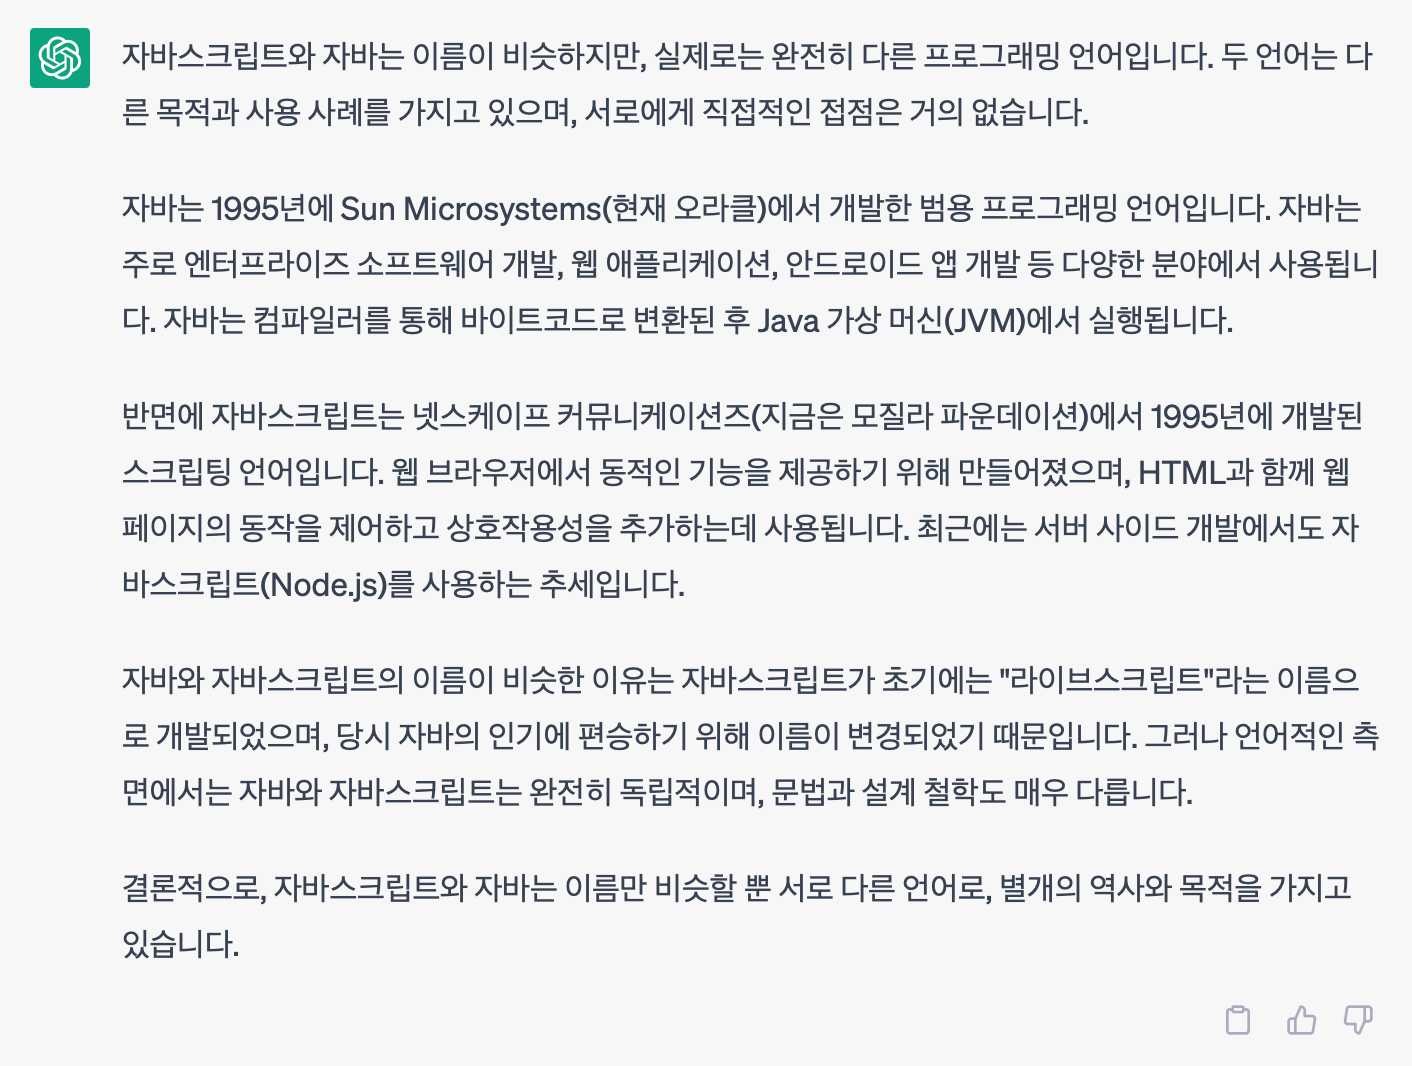 자바스크립트와 자바는 이름이 비슷하지만, 실제로는 완전히 다른 프로그래밍 언어입니다. 두 언어는 다
른 목적과 사용 사례를 가지고 있으며, 서로에게 직접적인 접점은 거의 없습니다.
자바는 1995년에 Sun Microsystems(현재 오라클)에서 개발한 범용 프로그래밍 언어입니다. 자바는
주로 엔터프라이즈 소프트웨어 개발, 웹 애플리케이션, 안드로이드 앱 개발 등 다양한 분야에서 사용됩니
다. 자바는 컴파일러를 통해 바이트코드로 변환된 후 Java 가상 머신(JVM)에서 실행됩니다.
반면에 자바스크립트는 넷스케이프 커뮤니케이션즈(지금은 모질라 파운데이션)에서 1995년에 개발된
스크립팅 언어입니다. 웹 브라우저에서 동적인 기능을 제공하기 위해 만들어졌으며, HTML과 함께 웹
페이지의 동작을 제어하고 상호작용성을 추가하는데 사용됩니다. 최근에는 서버 사이드 개발에서도 자
바스크립트(Node.js)를 사용하는 추세입니다.
자바와 자바스크립트의 이름이 비슷한 이유는 자바스크립트가 초기에는 "라이브스크립트"라는 이름으
로 개발되었으며, 당시 자바의 인기에 편승하기 위해 이름이 변경되었기 때문입니다. 그러나 언어적인 측
면에서는 자바와 자바스크립트는 완전히 독립적이며, 문법과 설계 철학도 매우 다릅니다.
결론적으로, 자바스크립트와 자바는 이름만 비슷할 뿐 서로 다른 언어로, 별개의 역사와 목적을 가지고
있습니다.